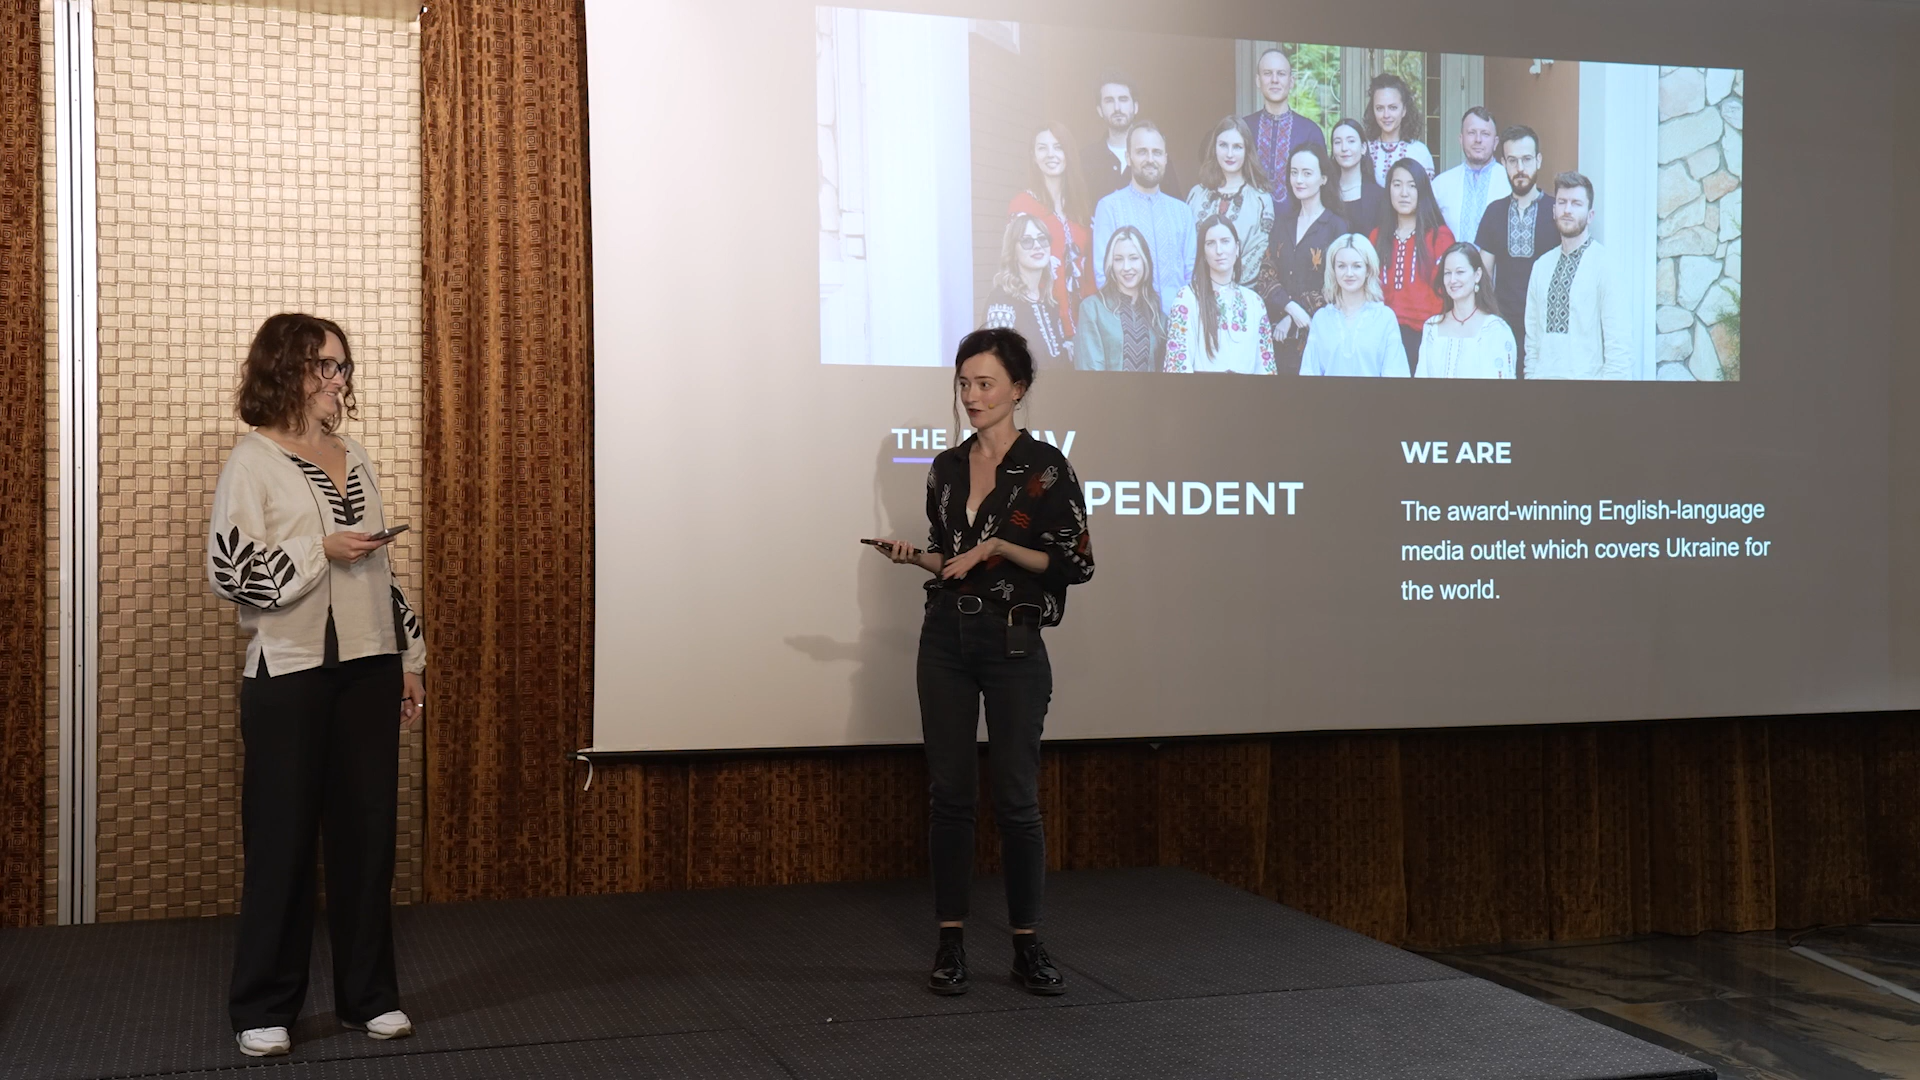 THE
PENDENT
WE ARE
The award-winning English-language
media outlet which covers Ukraine for
the world.